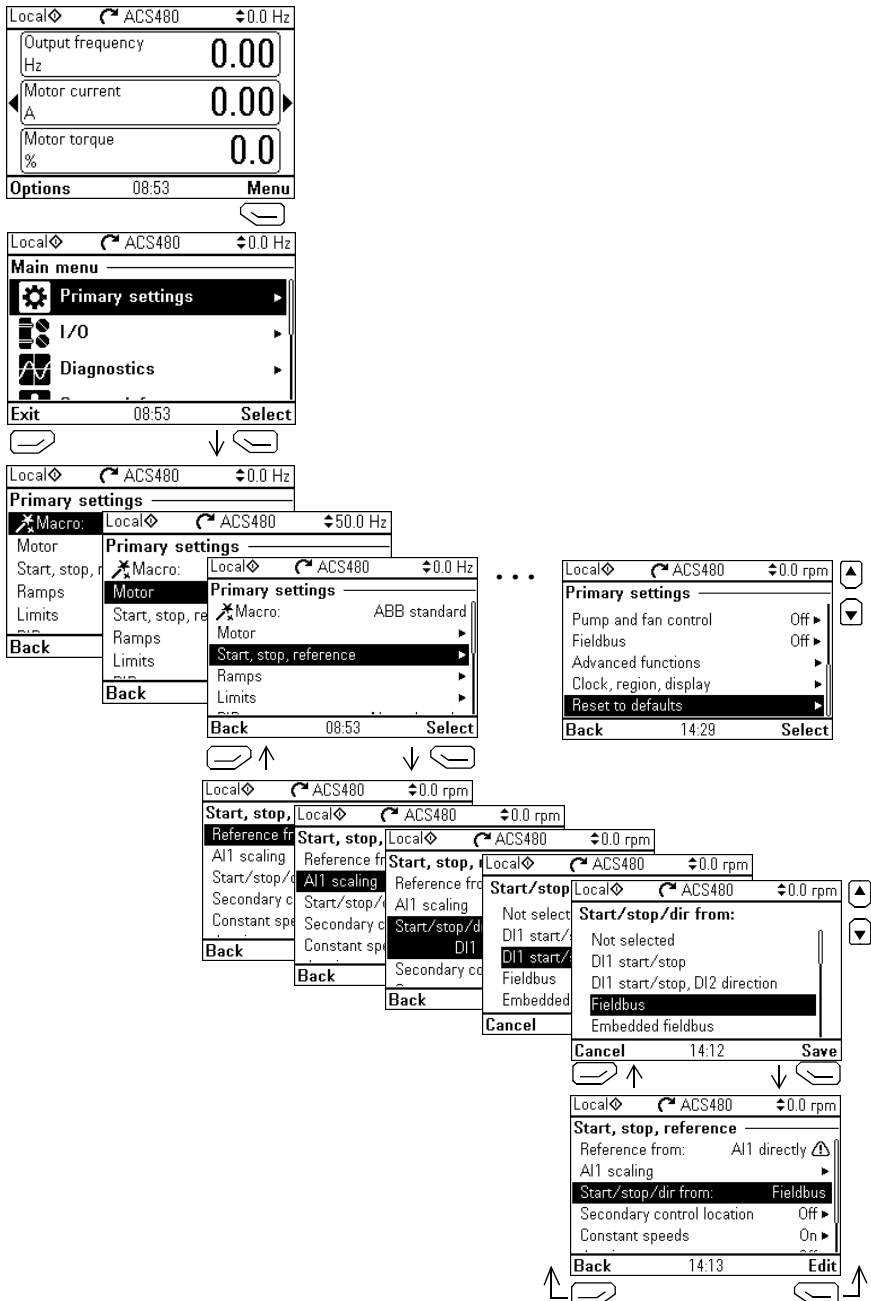 Local ACS480 0.0 Hz
Output frequency
Hz
0.00
Motor current
A
0.00
Motor torque
%
0.0
Options 08:53 Menu
Local ACS480 0.0 Hz
Main menu
Primary settings
I/O
Diagnostics
Exit 08:53 Select
Local ACS480 0.0 Hz
Primary settings
Macro:
Motor
Start, stop, r
Ramps
Limits
Back
Local ACS480 50.0 Hz
Primary settings
Macro:
Motor
Start, stop, re
Ramps
Limits
Back
Local ACS480 0.0 Hz
Primary settings
Macro: ABB standard
Motor
Start, stop, reference
Ramps
Limits
Back 08:53 Select
...
Local ACS480 0.0 rpm
Primary settings
Pump and fan control Off
Fieldbus Off
Advanced functions
Clock, region, display
Reset to defaults
Back 14:29 Select
Local ACS480 0.0 rpm
Start, stop,
Reference fr
AI1 scaling
Start/stop/d
Secondary c
Constant spe
Back
Local ACS480 0.0 rpm
Start, stop,
Reference fr
AI1 scaling
Start/stop/d
Secondary c
Constant spe
Back
Local ACS480 0.0 rpm
Start, stop, r
Reference fro
AI1 scaling
Start/stop/di
DI1
Secondary co
Back
Local ACS480 0.0 rpm
Start/stop
Not select
DI1 start/s
DI1 start/s
Fieldbus
Embedded
Cancel
Local ACS480 0.0 rpm
Start/stop/dir from:
Not selected
DI1 start/stop
DI1 start/stop, DI2 direction
Fieldbus
Embedded fieldbus
Cancel 14:12 Save
Local ACS480 0.0 rpm
Start, stop, reference
Reference from: AI1 directly
AI1 scaling
Start/stop/dir from: Fieldbus
Secondary control location Off
Constant speeds On
Back 14:13 Edit